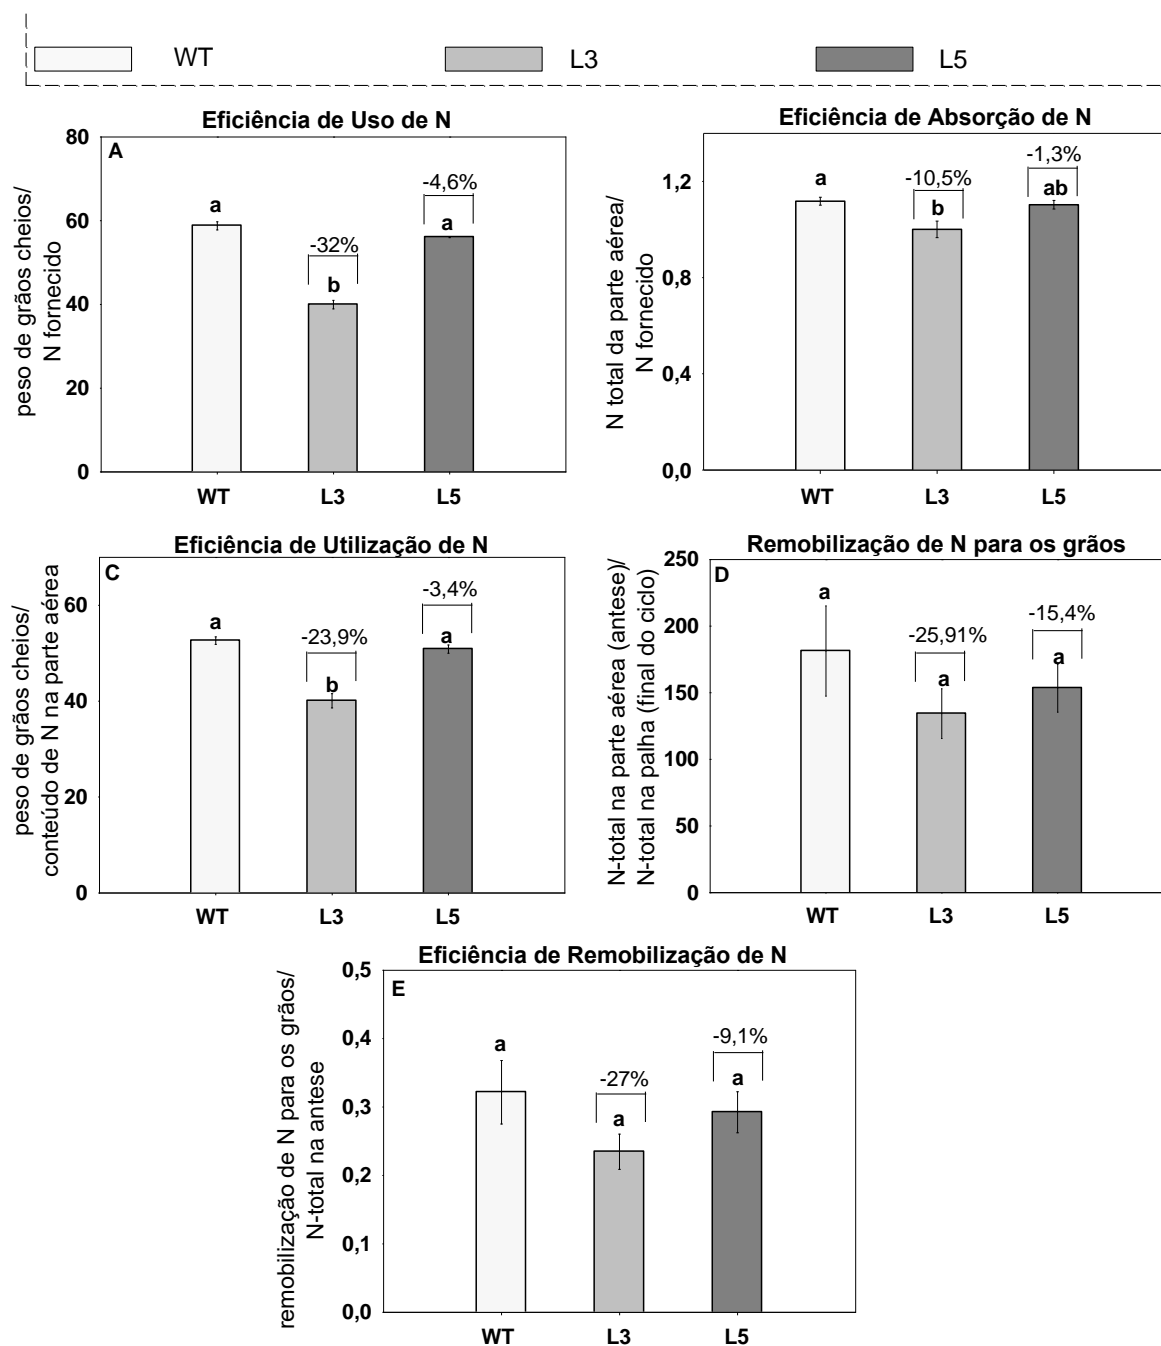 WT
L3
L5
Eficiência de Uso de N
A
80
60
40
20
0
peso de grãos cheios/
N fornecido
a
-32%
b
-4,6%
a
WT
L3
L5
Eficiência de Absorção de N
1,2
0,8
0,4
0,0
N total da parte aérea/
N fornecido
a
-10,5%
b
-1,3%
ab
WT
L3
L5
Eficiência de Utilização de N
C
60
40
20
0
peso de grãos cheios/
conteúdo de N na parte aérea
a
-23,9%
b
-3,4%
a
WT
L3
L5
Remobilização de N para os grãos
D
250
200
150
100
50
0
N-total na parte aérea (antese)/
N-total na palha (final do ciclo)
a
-25,91%
a
-15,4%
a
WT
L3
L5
Eficiência de Remobilização de N
E
0,5
0,4
0,3
0,2
0,1
0,0
remobilização de N para os grãos/
N-total na antese
a
-27%
a
-9,1%
a
WT
L3
L5